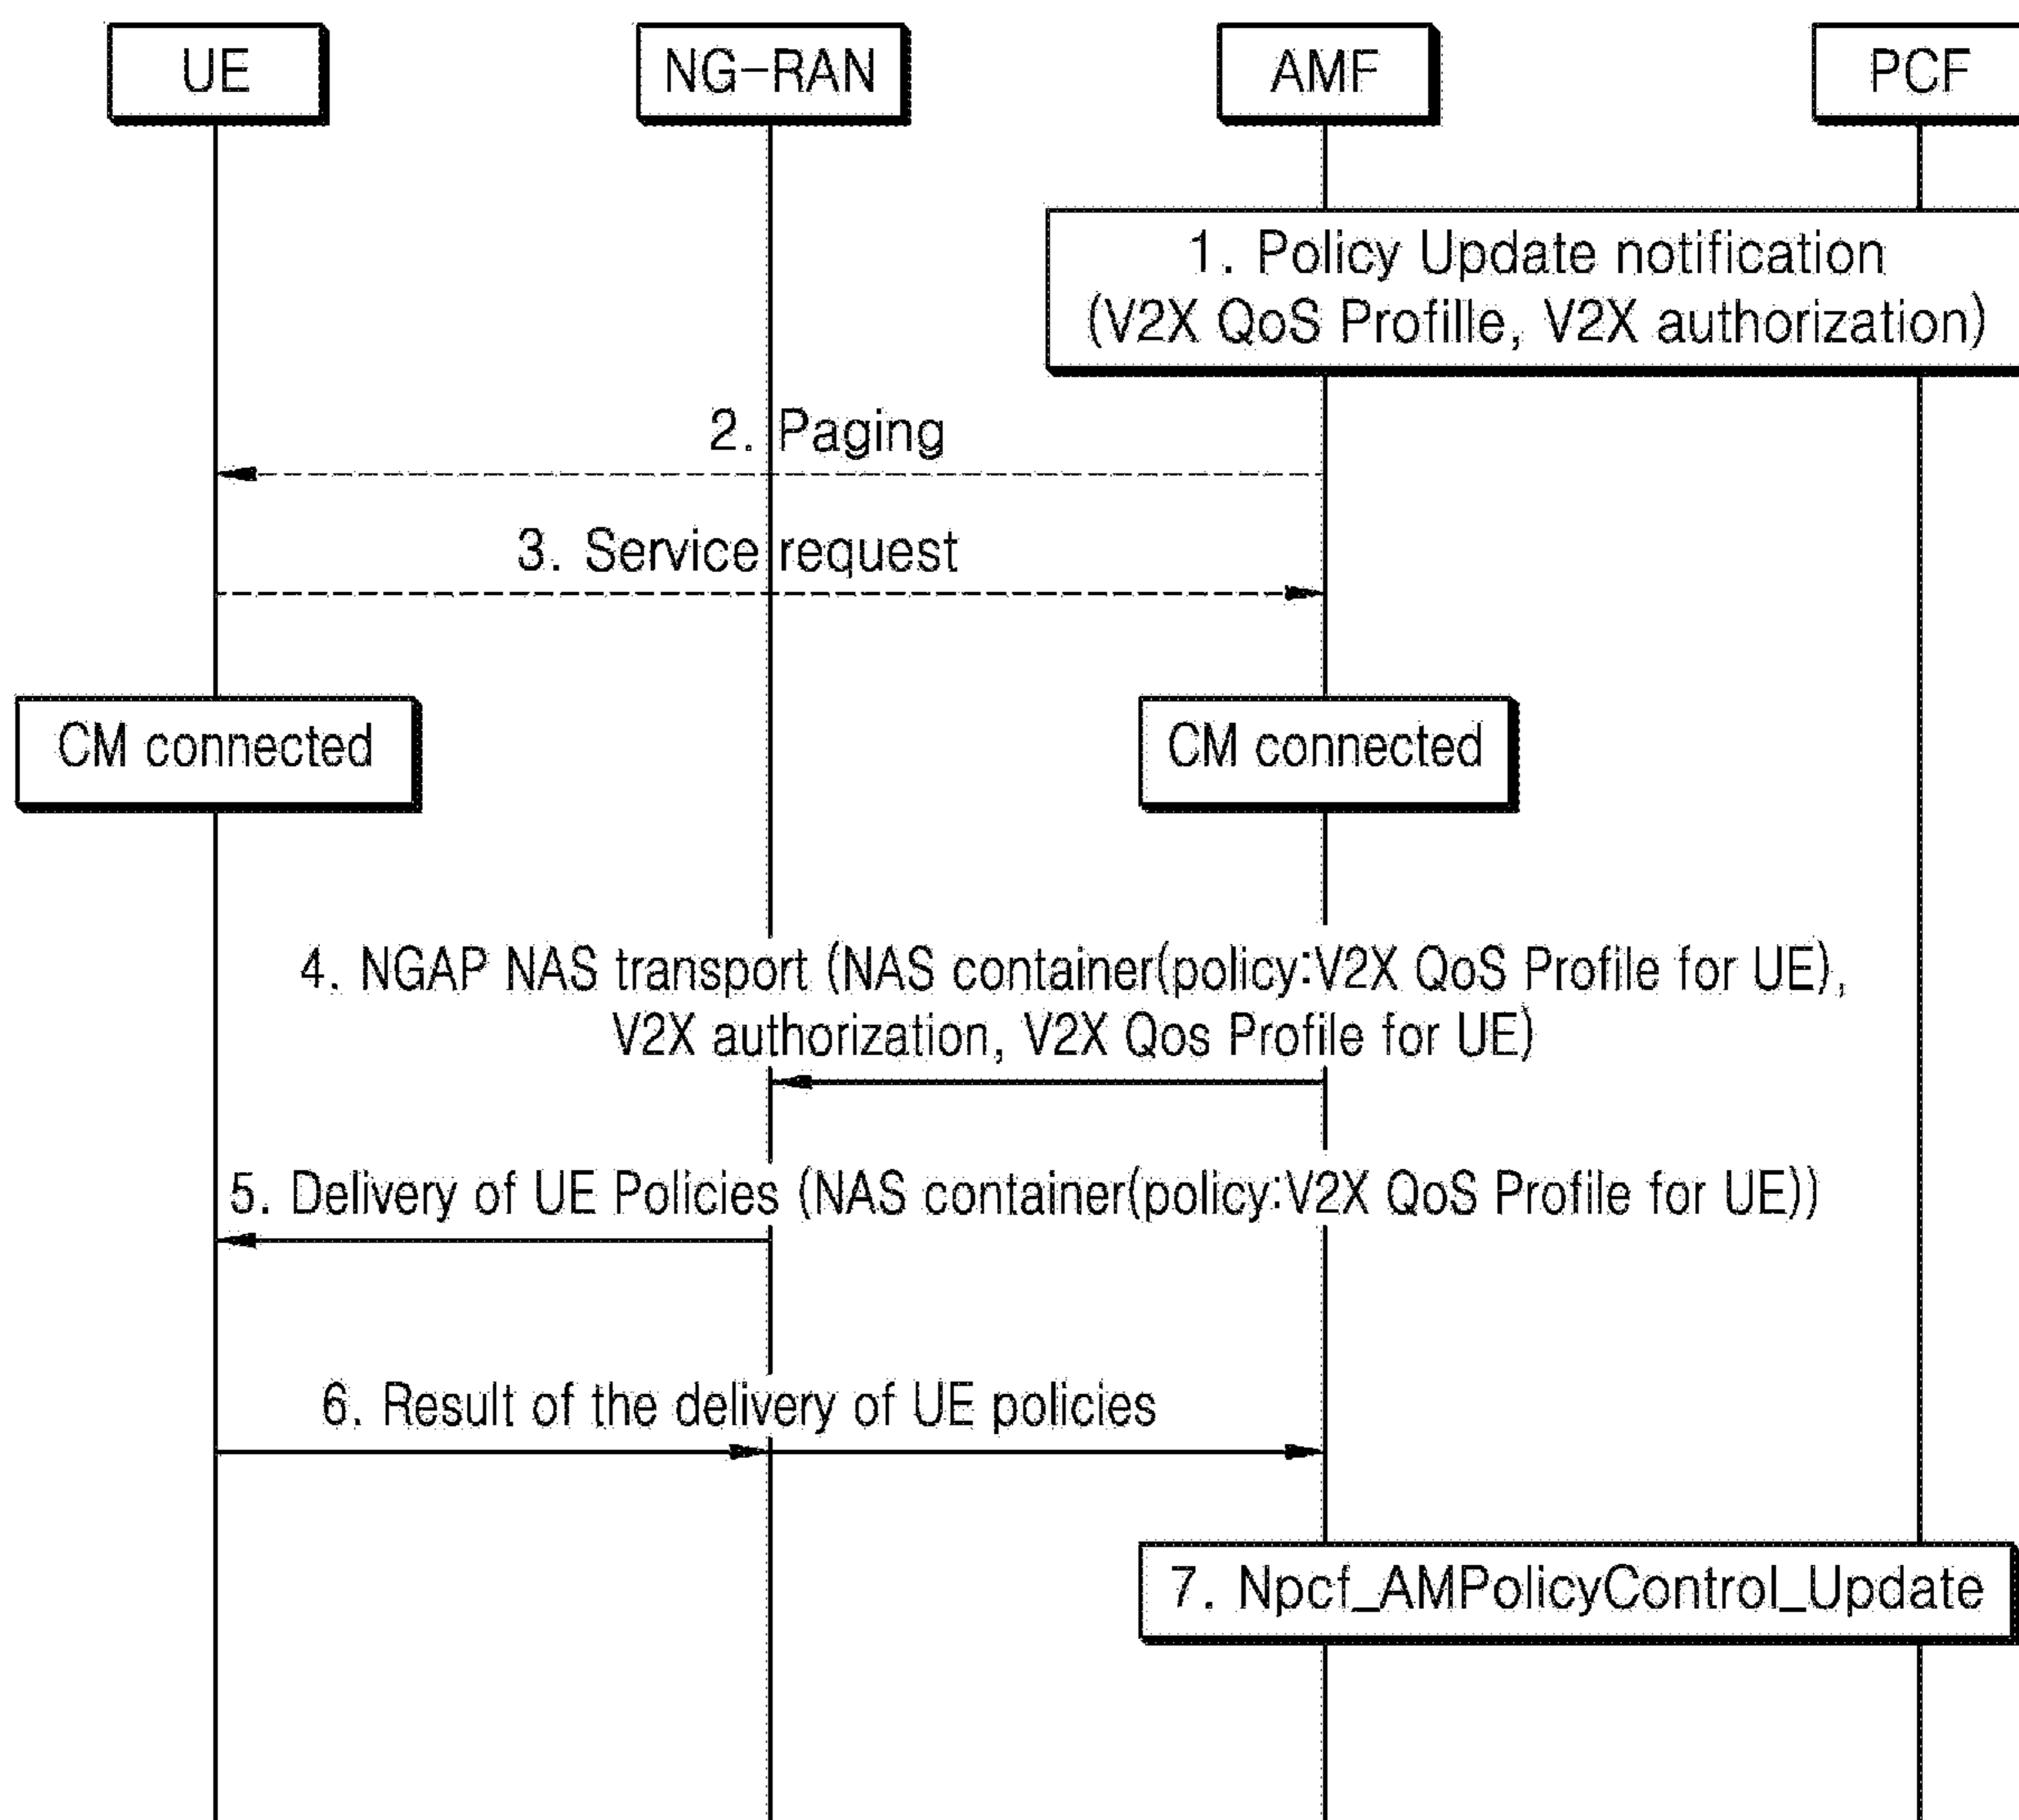 UE
NG-RAN
AMF
PCF
1. Policy Update notification
(V2X QoS Profille, V2X authorization)
2. Paging
3. Service request
CM connected
CM connected
4. NGAP NAS transport (NAS container(policy:V2X QoS Profile for UE),
V2X authorization, V2X Qos Profile for UE)
5. Delivery of UE Policies (NAS container(policy:V2X QoS Profile for UE))
6. Result of the delivery of UE policies
7. Npcf_AMPolicyControl_Update